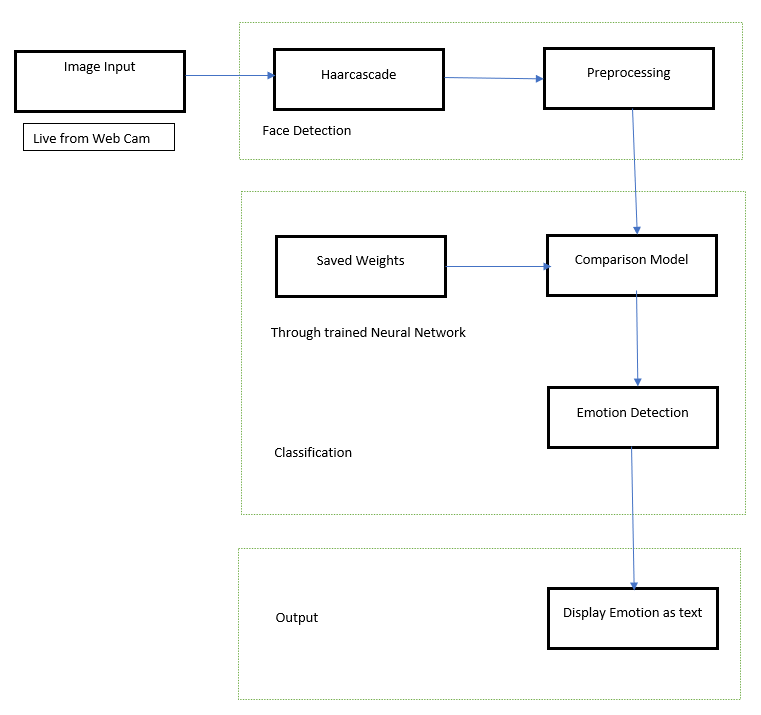 Image Input
Live from Web Cam
Haarcascade
Preprocessing
Face Detection
Saved Weights
Comparison Model
Through trained Neural Network
Emotion Detection
Classification
Output
Display Emotion as text